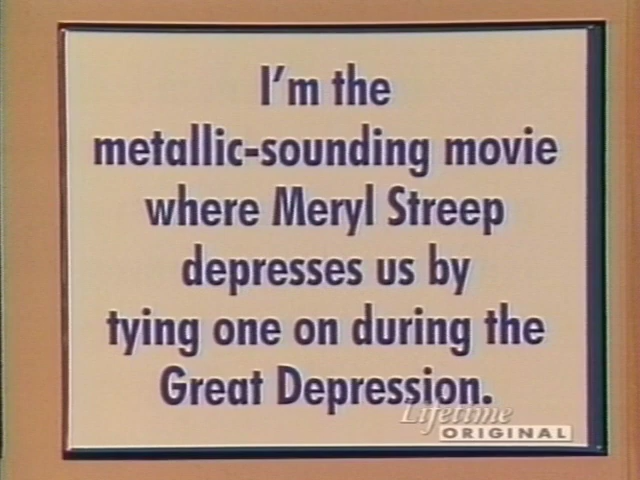 I'm the
metallic-sounding movie
where Meryl Streep
depresses us by
tying one on during the
Great Depression.
Lifetime
ORIGINAL